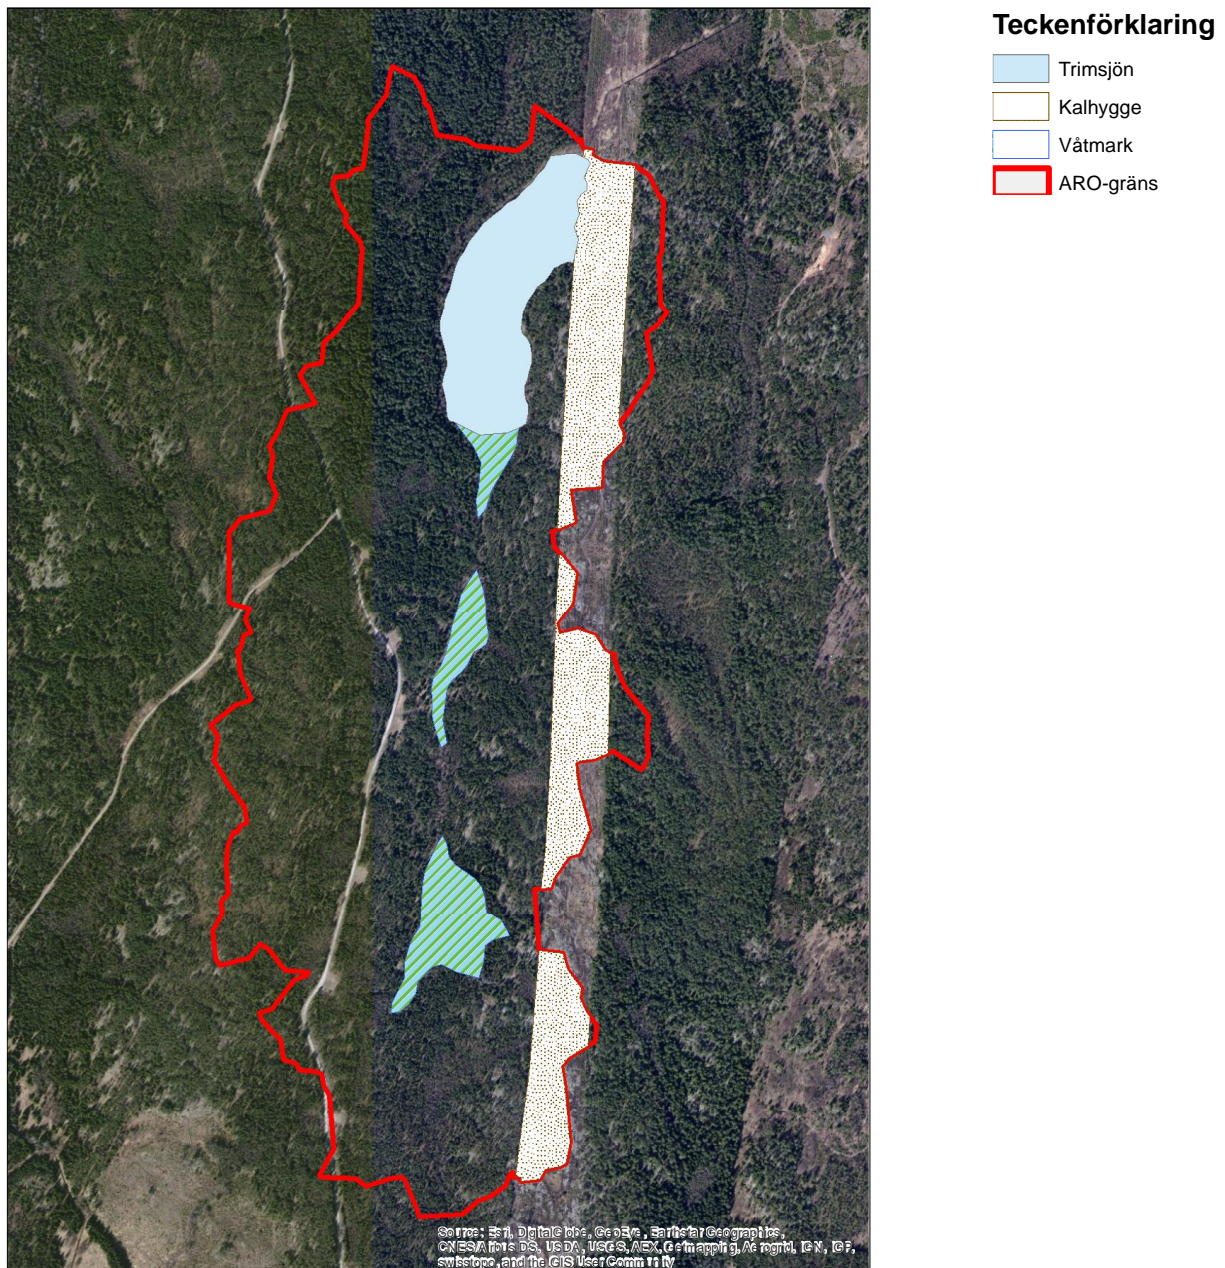 Teckenförklaring
Trimsjön
Kalhygge
Våtmark
ARO-gräns
Source: Esri, DigitalGlobe, GeoEye, Earthstar Geographics,
CNES/Airbus DS, USDA, USGS, AEX, Getmapping, Aerogrid, IGN, IGP,
swisstopo, and the GIS User Community